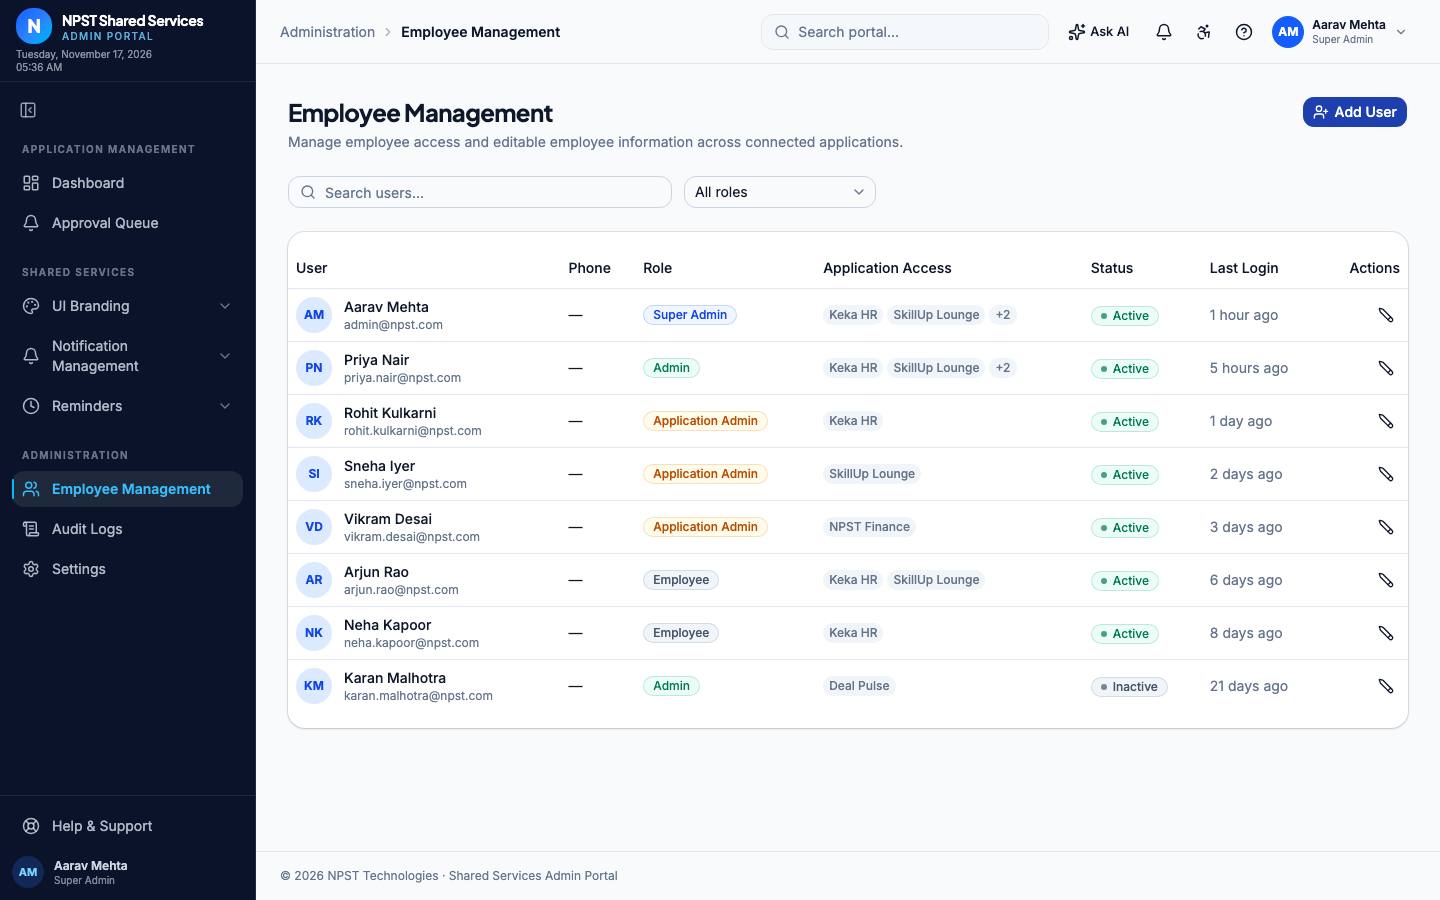 N
NPST Shared Services
ADMIN PORTAL
Tuesday, November 17, 2026
05:36 AM
APPLICATION MANAGEMENT
Dashboard
Approval Queue
SHARED SERVICES
UI Branding
Notification
Management
Reminders
ADMINISTRATION
Employee Management
Audit Logs
Settings
Help & Support
AM
Aarav Mehta
Super Admin
Administration > Employee Management
Search portal...
Ask AI
AM
Aarav Mehta
Super Admin
Employee Management
Manage employee access and editable employee information across connected applications.
Add User
Search users...
All roles
User Phone Role Application Access Status Last Login Actions
AM Aarav Mehta — Super Admin Keka HR SkillUp Lounge +2 Active 1 hour ago
admin@npst.com
PN Priya Nair — Admin Keka HR SkillUp Lounge +2 Active 5 hours ago
priya.nair@npst.com
RK Rohit Kulkarni — Application Admin Keka HR Active 1 day ago
rohit.kulkarni@npst.com
SI Sneha Iyer — Application Admin SkillUp Lounge Active 2 days ago
sneha.iyer@npst.com
VD Vikram Desai — Application Admin NPST Finance Active 3 days ago
vikram.desai@npst.com
AR Arjun Rao — Employee Keka HR SkillUp Lounge Active 6 days ago
arjun.rao@npst.com
NK Neha Kapoor — Employee Keka HR Active 8 days ago
neha.kapoor@npst.com
KM Karan Malhotra — Admin Deal Pulse Inactive 21 days ago
karan.malhotra@npst.com
© 2026 NPST Technologies · Shared Services Admin Portal